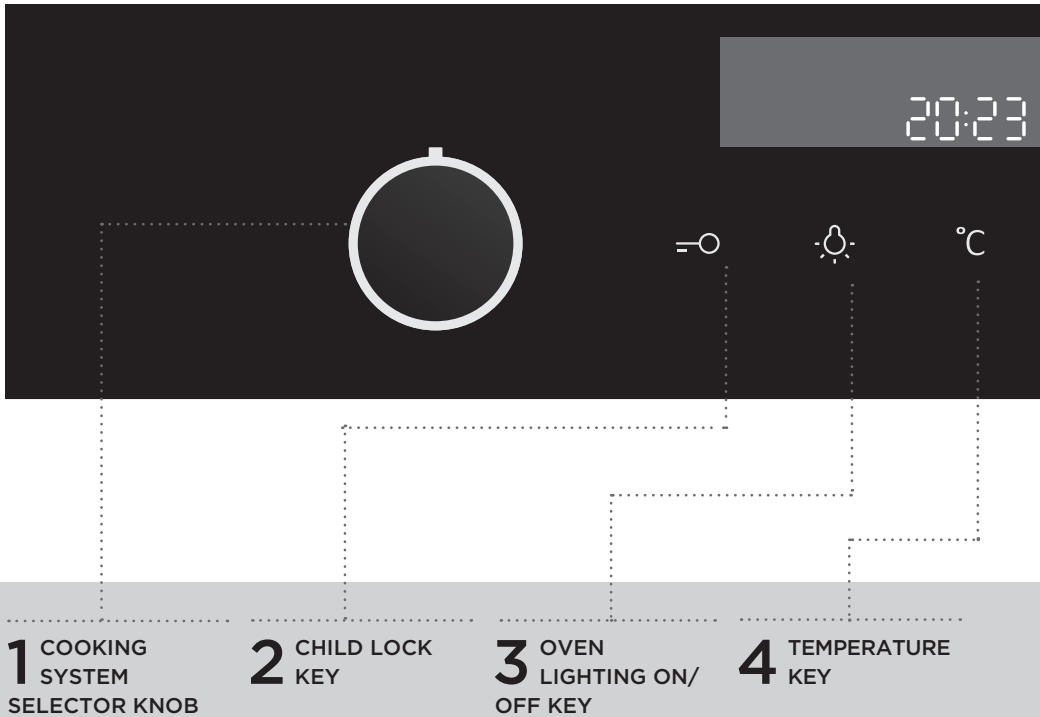 20:23
°C
1 COOKING
SYSTEM
SELECTOR KNOB
2 CHILD LOCK
KEY
3 OVEN
LIGHTING ON/
OFF KEY
4 TEMPERATURE
KEY